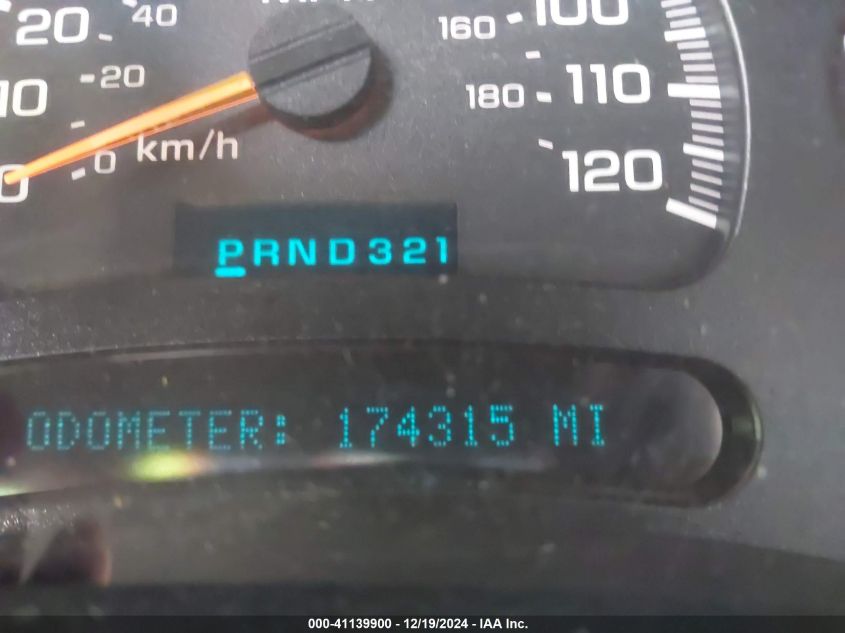 20 40 160 100
10 20 180 110
0 0 km/h 120
PRND321
ODOMETER: 174315 MI
000-41139900 - 12/19/2024 - IAA Inc.